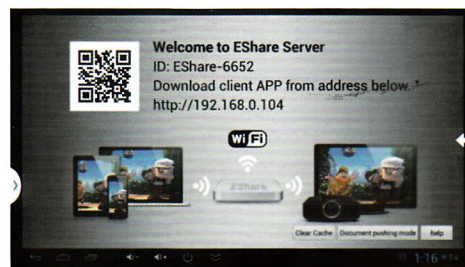 Welcome to EShare Server
ID: EShare-6652
Download client APP from address below.
http://192.168.0.104
WiFi
EShare
Clear Cache
Document pushing mode
help
1:16